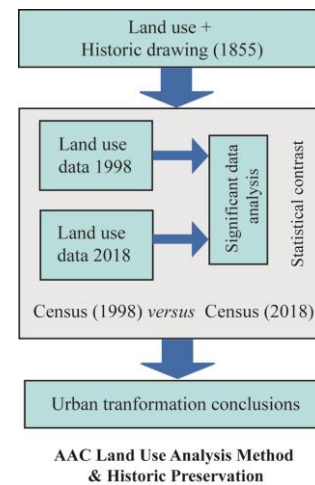 Land use +
Historic drawing (1855)
Land use
data 1998
Land use
data 2018
Significant data
analysis
Statistical contrast
Census (1998) versus Census (2018)
Urban tranformation conclusions
AAC Land Use Analysis Method
& Historic Preservation